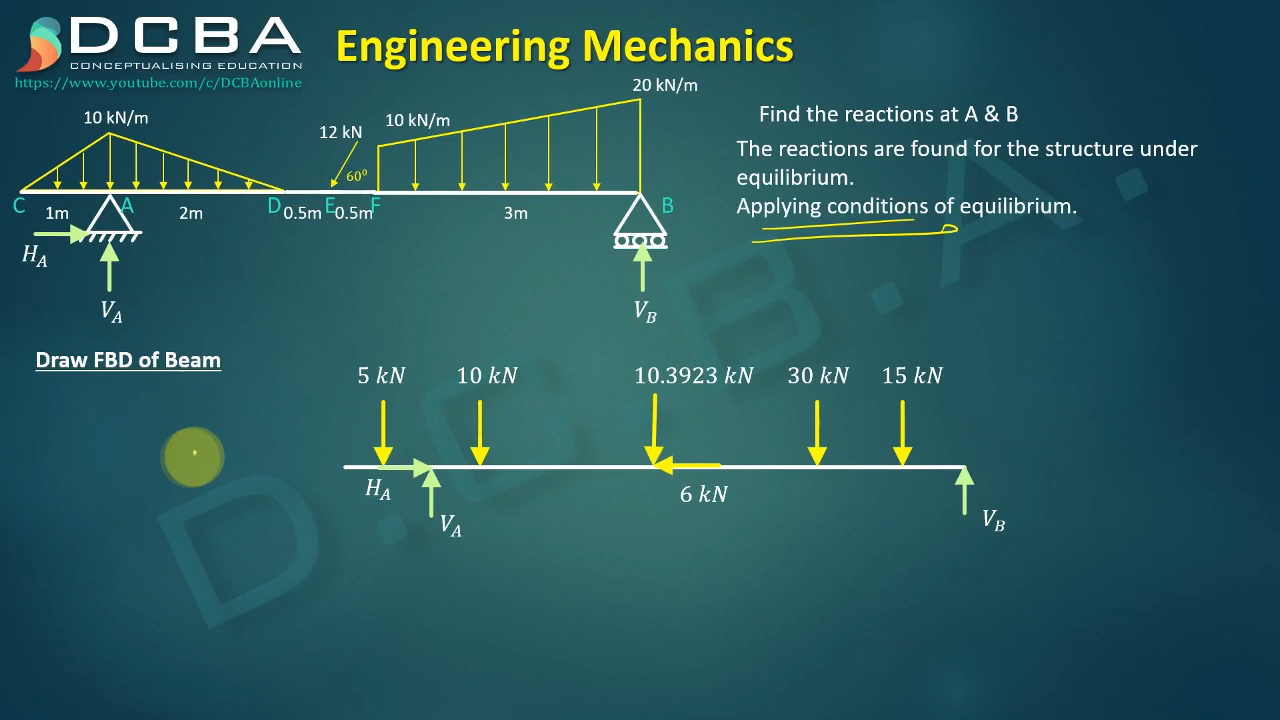 DCBA
CONCEPTUALISING EDUCATION
https://www.youtube.com/c/DCBAonline
Engineering Mechanics
20 kN/m
10 kN/m
12 kN
10 kN/m
60⁰
C
A
D
E
F
B
1m
2m
0.5m
0.5m
3m
H_A
V_A
V_B
Find the reactions at A & B
The reactions are found for the structure under
equilibrium.
Applying conditions of equilibrium.
Draw FBD of Beam
5 kN
10 kN
10.3923 kN
30 kN
15 kN
H_A
V_A
6 kN
V_B
D.C.B.A.